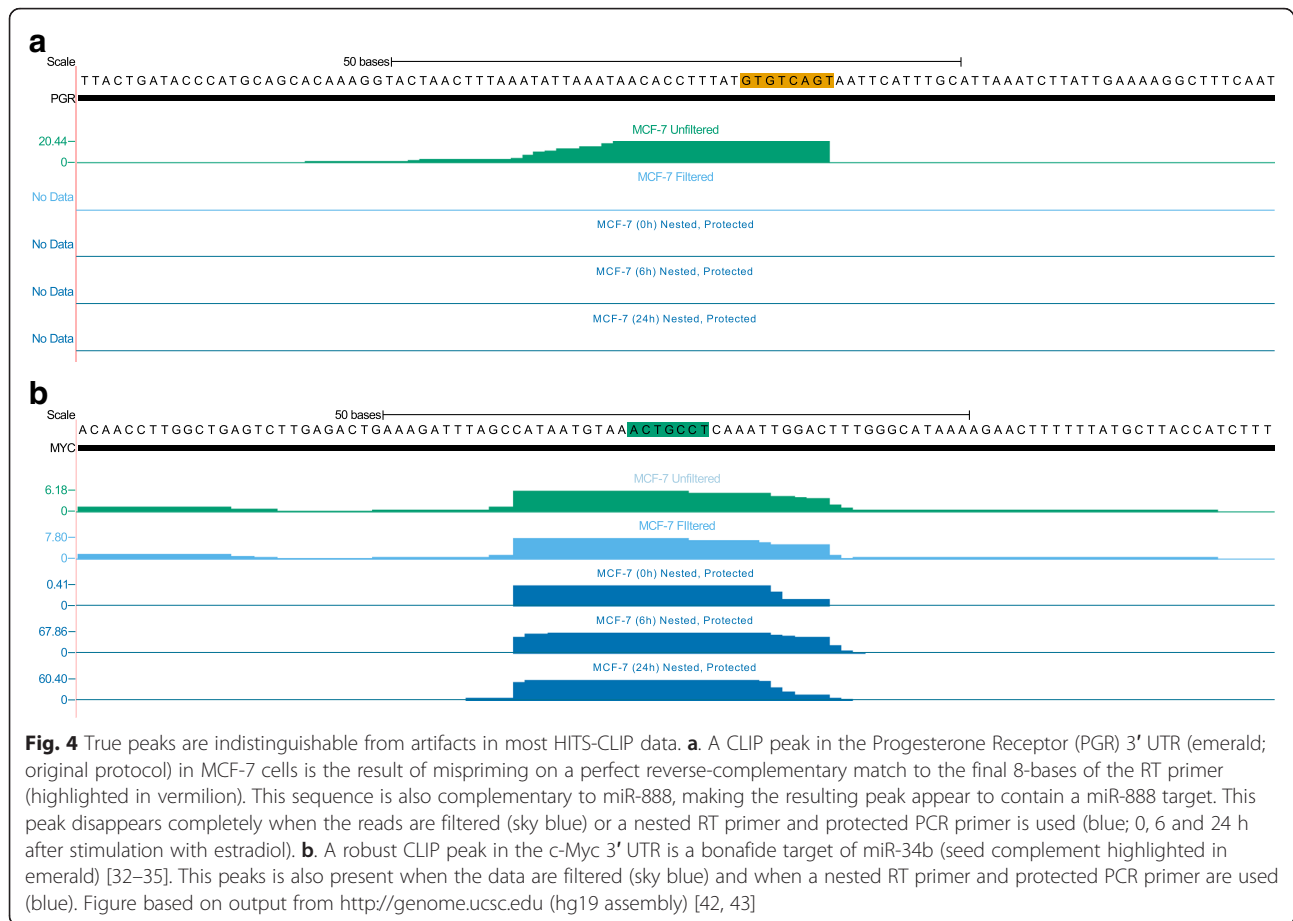 a
Scale 50 bases
TTACTGATACCCATGCAGCACAAAGGTACTAACTTTAAATATTAAATAACACCTTTATGTGTCAGTAATTCATTTGCATTAAATCTTATTGAAAAGGCTTTCAAT
PGR
MCF-7 Unfiltered
20.44
0
MCF-7 Filtered
No Data
MCF-7 (0h) Nested, Protected
No Data
MCF-7 (6h) Nested, Protected
No Data
MCF-7 (24h) Nested, Protected
No Data
b
Scale 50 bases
ACAACCTTGGCTGAGTCTTGAGACTGAAAGATTTAGCCATAATGTAAACTGCCTCAAATTGGACTTTGGGCATAAAAGAACTTTTTTATGCTTACCATCTTT
MYC
MCF-7 Unfiltered
6.18
0
MCF-7 FIltered
7.80
0
MCF-7 (0h) Nested, Protected
0.41
0
MCF-7 (6h) Nested, Protected
67.86
0
MCF-7 (24h) Nested, Protected
60.40
0
Fig. 4 True peaks are indistinguishable from artifacts in most HITS-CLIP data. a. A CLIP peak in the Progesterone Receptor (PGR) 3′ UTR (emerald;
original protocol) in MCF-7 cells is the result of mispriming on a perfect reverse-complementary match to the final 8-bases of the RT primer
(highlighted in vermilion). This sequence is also complementary to miR-888, making the resulting peak appear to contain a miR-888 target. This
peak disappears completely when the reads are filtered (sky blue) or a nested RT primer and protected PCR primer is used (blue; 0, 6 and 24 h
after stimulation with estradiol). b. A robust CLIP peak in the c-Myc 3′ UTR is a bonafide target of miR-34b (seed complement highlighted in
emerald) [32–35]. This peaks is also present when the data are filtered (sky blue) and when a nested RT primer and protected PCR primer are used
(blue). Figure based on output from http://genome.ucsc.edu (hg19 assembly) [42, 43]